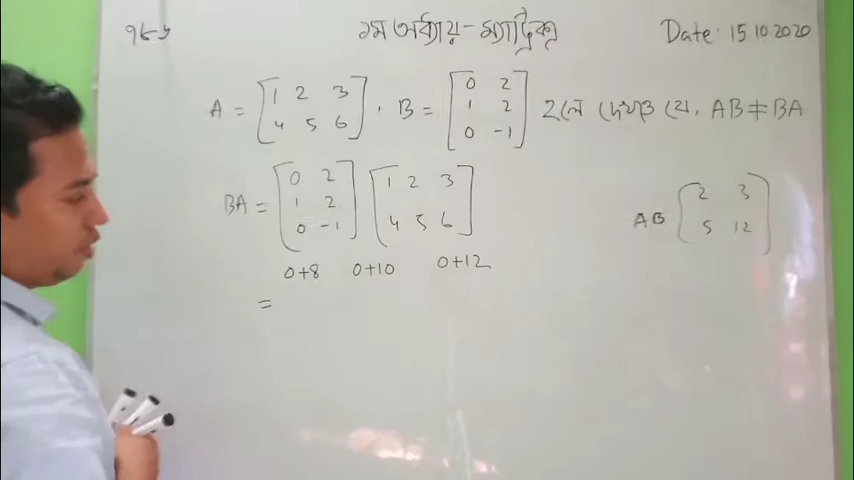 ১ম অধ্যায় - ম্যাট্রিক্স Date: 15.10.2020
A = [1 2 3 4 5 6], B = [0 2 1 2 0 -1] হলে দেখাও যে, AB ≠ BA
BA = [0 2 1 2 0 -1] [1 2 3 4 5 6] AB [2 3 5 12]
0+8 0+10 0+12
=